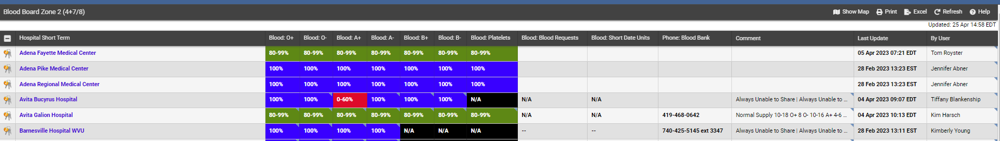 Blood Board Zone 2 (4+7/8) Show Map Print Excel Refresh Help
Updated: 25 Apr 14:58 EDT
Hospital Short Term Blood: O+ Blood: O- Blood: A+ Blood: A- Blood: B+ Blood: B- Blood: Platelets Blood: Blood Requests Blood: Short Date Units Phone: Blood Bank Comment Last Update By User
Adena Fayette Medical Center 80-99% 80-99% 80-99% 80-99% 80-99% 80-99% 80-99% 05 Apr 2023 07:21 EDT Tom Royster
Adena Pike Medical Center 100% 100% 100% 100% 100% 100% 100% 28 Feb 2023 13:23 EST Jennifer Abner
Adena Regional Medical Center 100% 100% 100% 100% 100% 100% 100% 28 Feb 2023 13:23 EST Jennifer Abner
Avita Bucyrus Hospital 100% 100% 0-60% 100% 100% 100% N/A N/A N/A Always Unable to Share | Always Unable to ... 04 Apr 2023 09:07 EDT Tiffany Blankenship
Avita Galion Hospital 80-99% 80-99% 80-99% 80-99% 80-99% 80-99% 80-99% N/A N/A 419-468-0642 Normal Supply 10-18 O+ 8 O- 10-16 A+ 4-6 ... 04 Apr 2023 10:13 EDT Kim Harsch
Barnesville Hospital WVU 100% 100% 100% 100% N/A N/A N/A -- -- 740-425-5145 ext 3347 Always Unable to Share | Always Unable to ... 28 Feb 2023 13:11 EST Kimberly Young